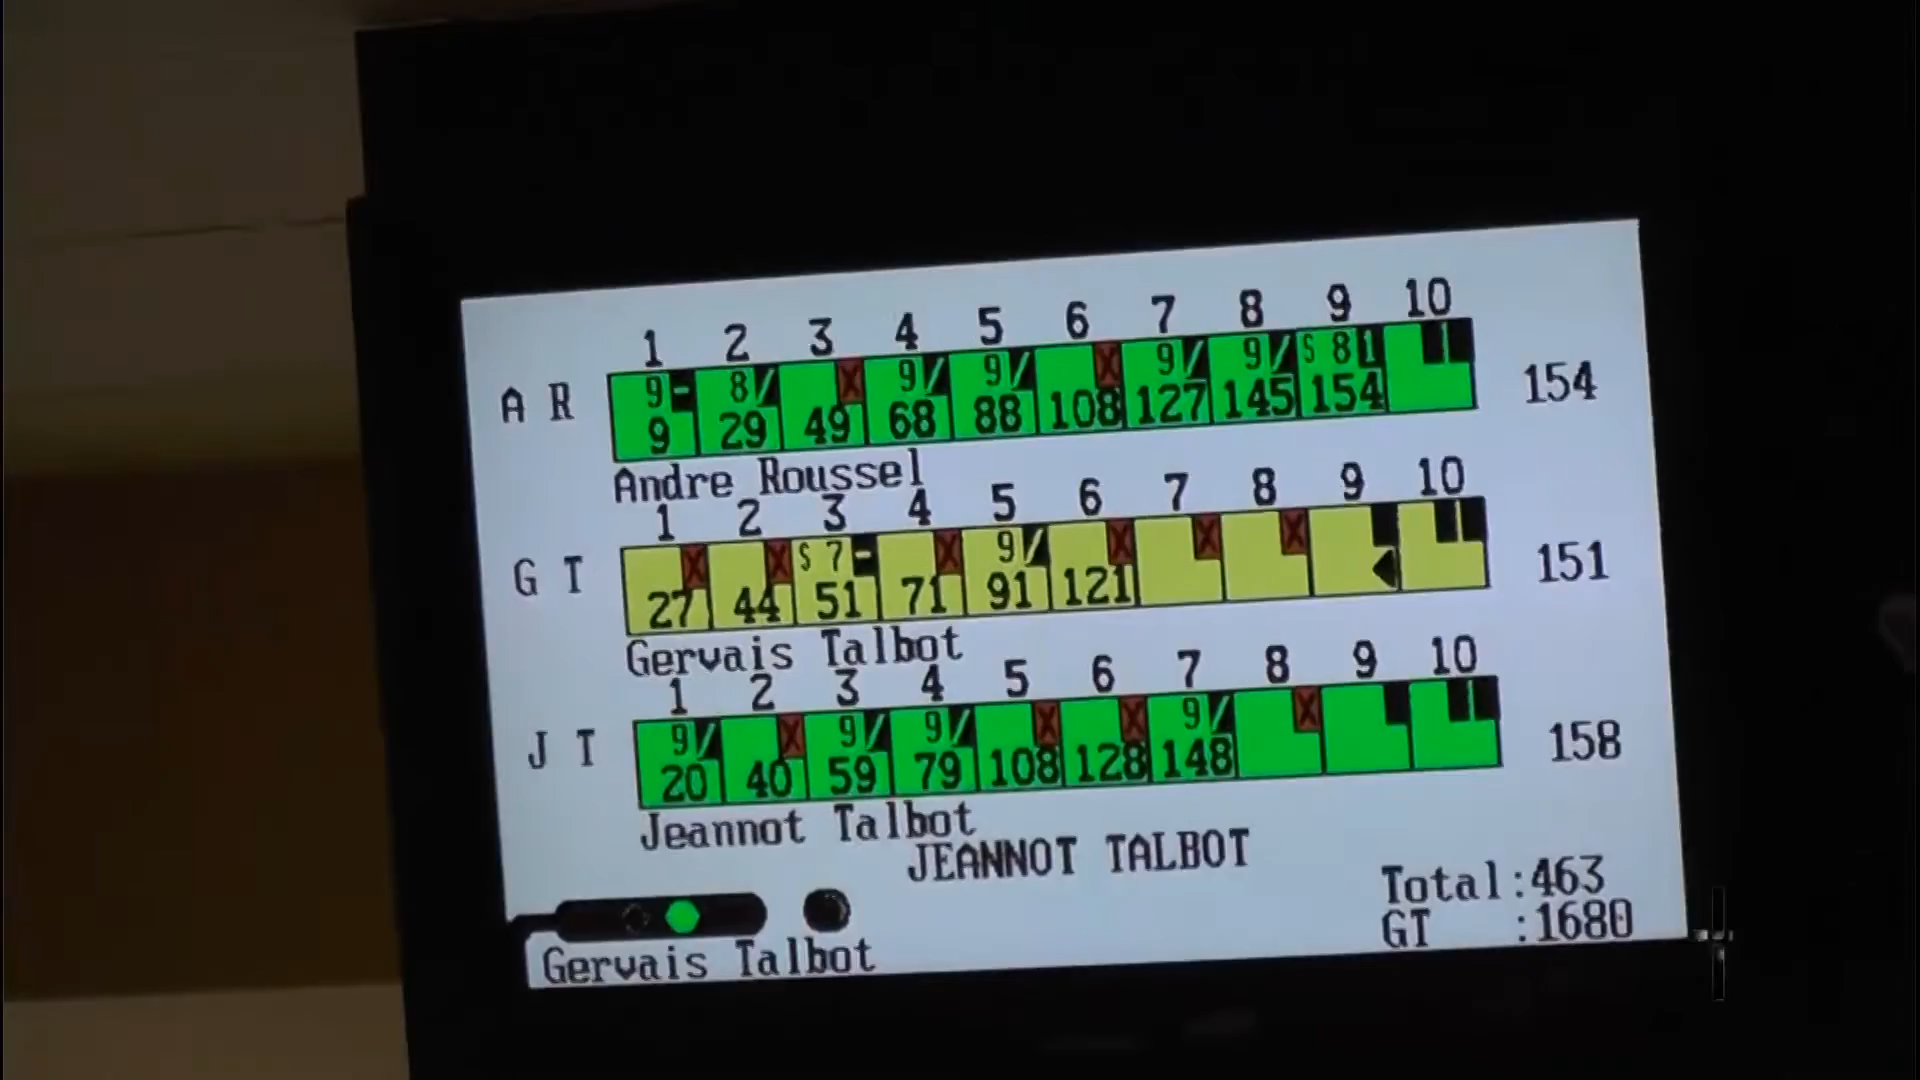 1 2 3 4 5 6 7 8 9 10
A R 9- 8/ X 9/ 9/ X 9/ 9/ S 81 154
9 29 49 68 88 108 127 145 154
Andre Roussel
1 2 3 4 5 6 7 8 9 10
G T X X S 7- X 9/ X X X 151
27 44 51 71 91 121
Gervais Talbot
1 2 3 4 5 6 7 8 9 10
J T 9/ X 9/ 9/ X X 9/ X 158
20 40 59 79 108 128 148
Jeannot Talbot
JEANNOT TALBOT
Total:463
GT :1680
Gervais Talbot